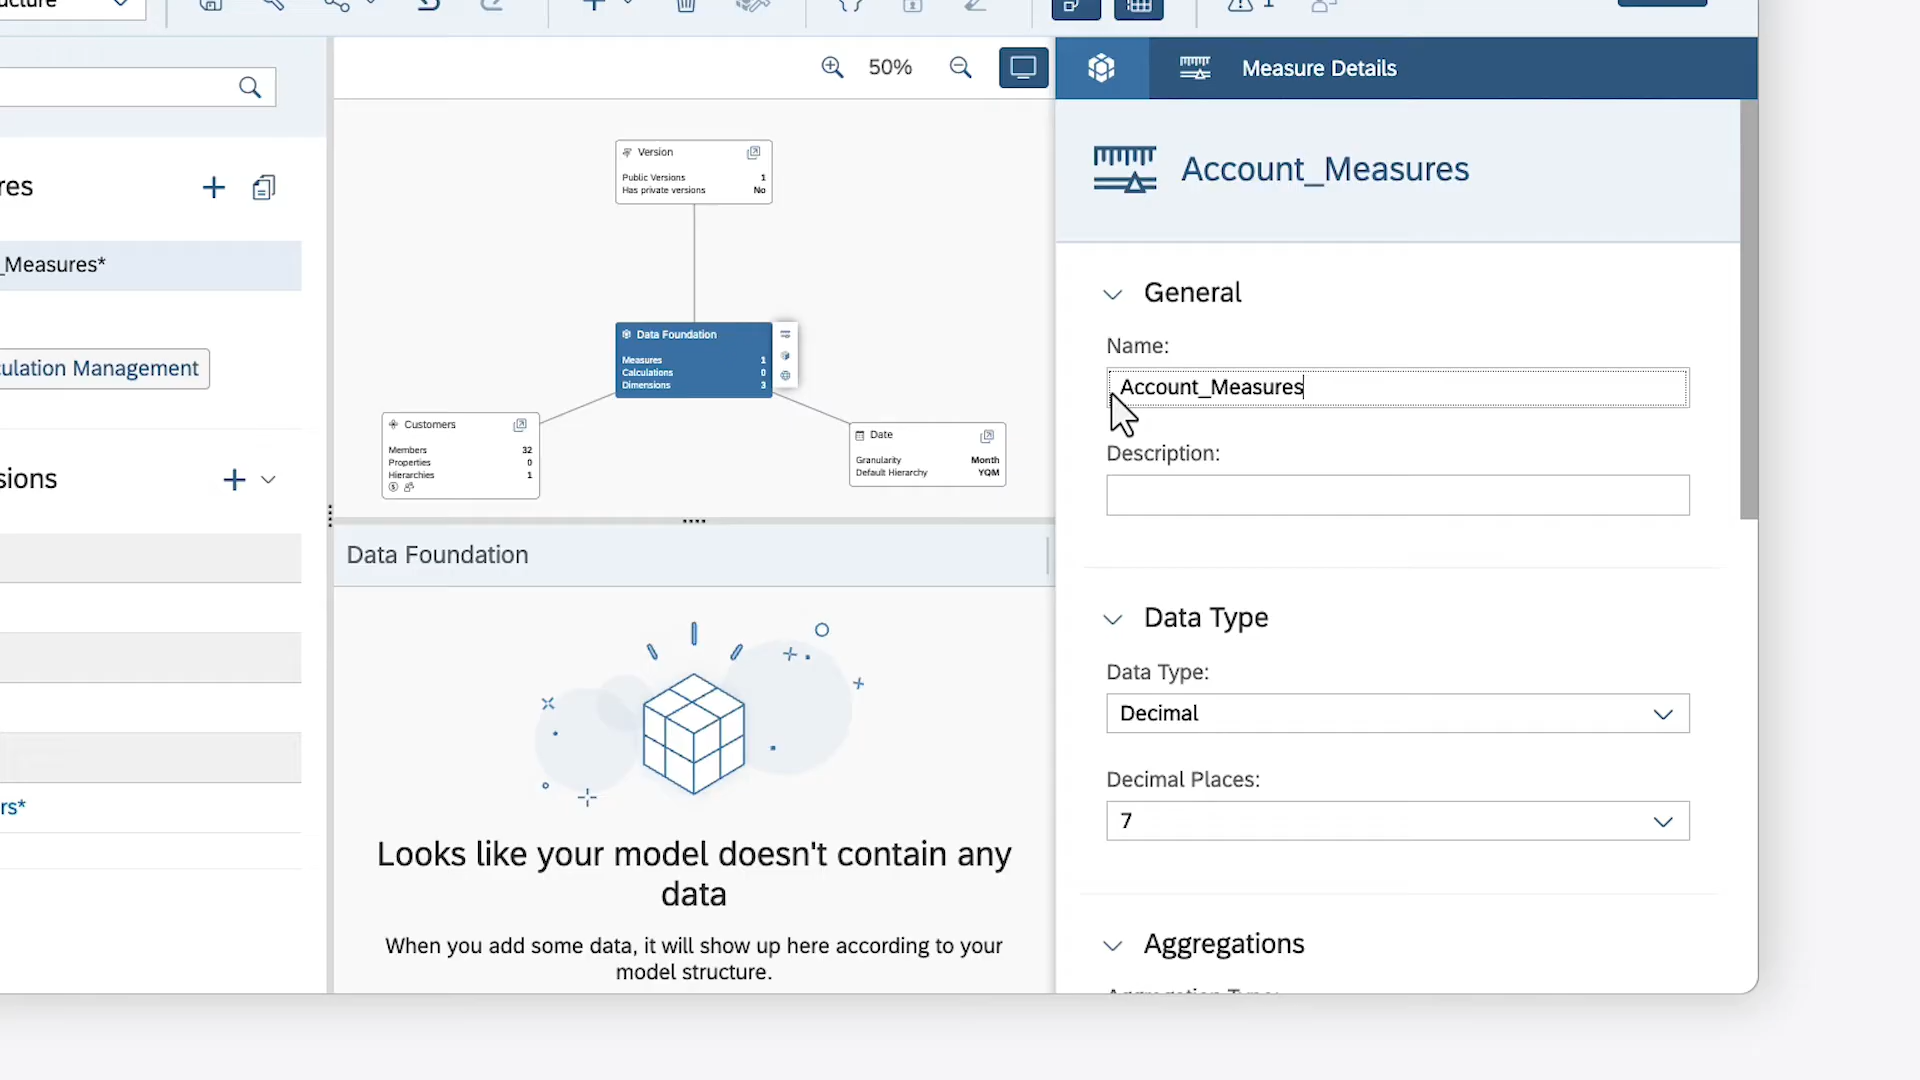 50%
Measure Details
Version
Public Versions 1
Has private versions No
Account_Measures
res
_Measures*
General
Name:
Account_Measures
Data Foundation
Measures 1
Calculations 0
Dimensions 3
ulation Management
Customers
Members 32
Properties 0
Hierarchies 1
Date
Granularity Month
Default Hierarchy YQM
Description:
sions
Data Foundation
Data Type
Data Type:
Decimal
Decimal Places:
7
rs*
Looks like your model doesn't contain any
data
When you add some data, it will show up here according to your
model structure.
Aggregations